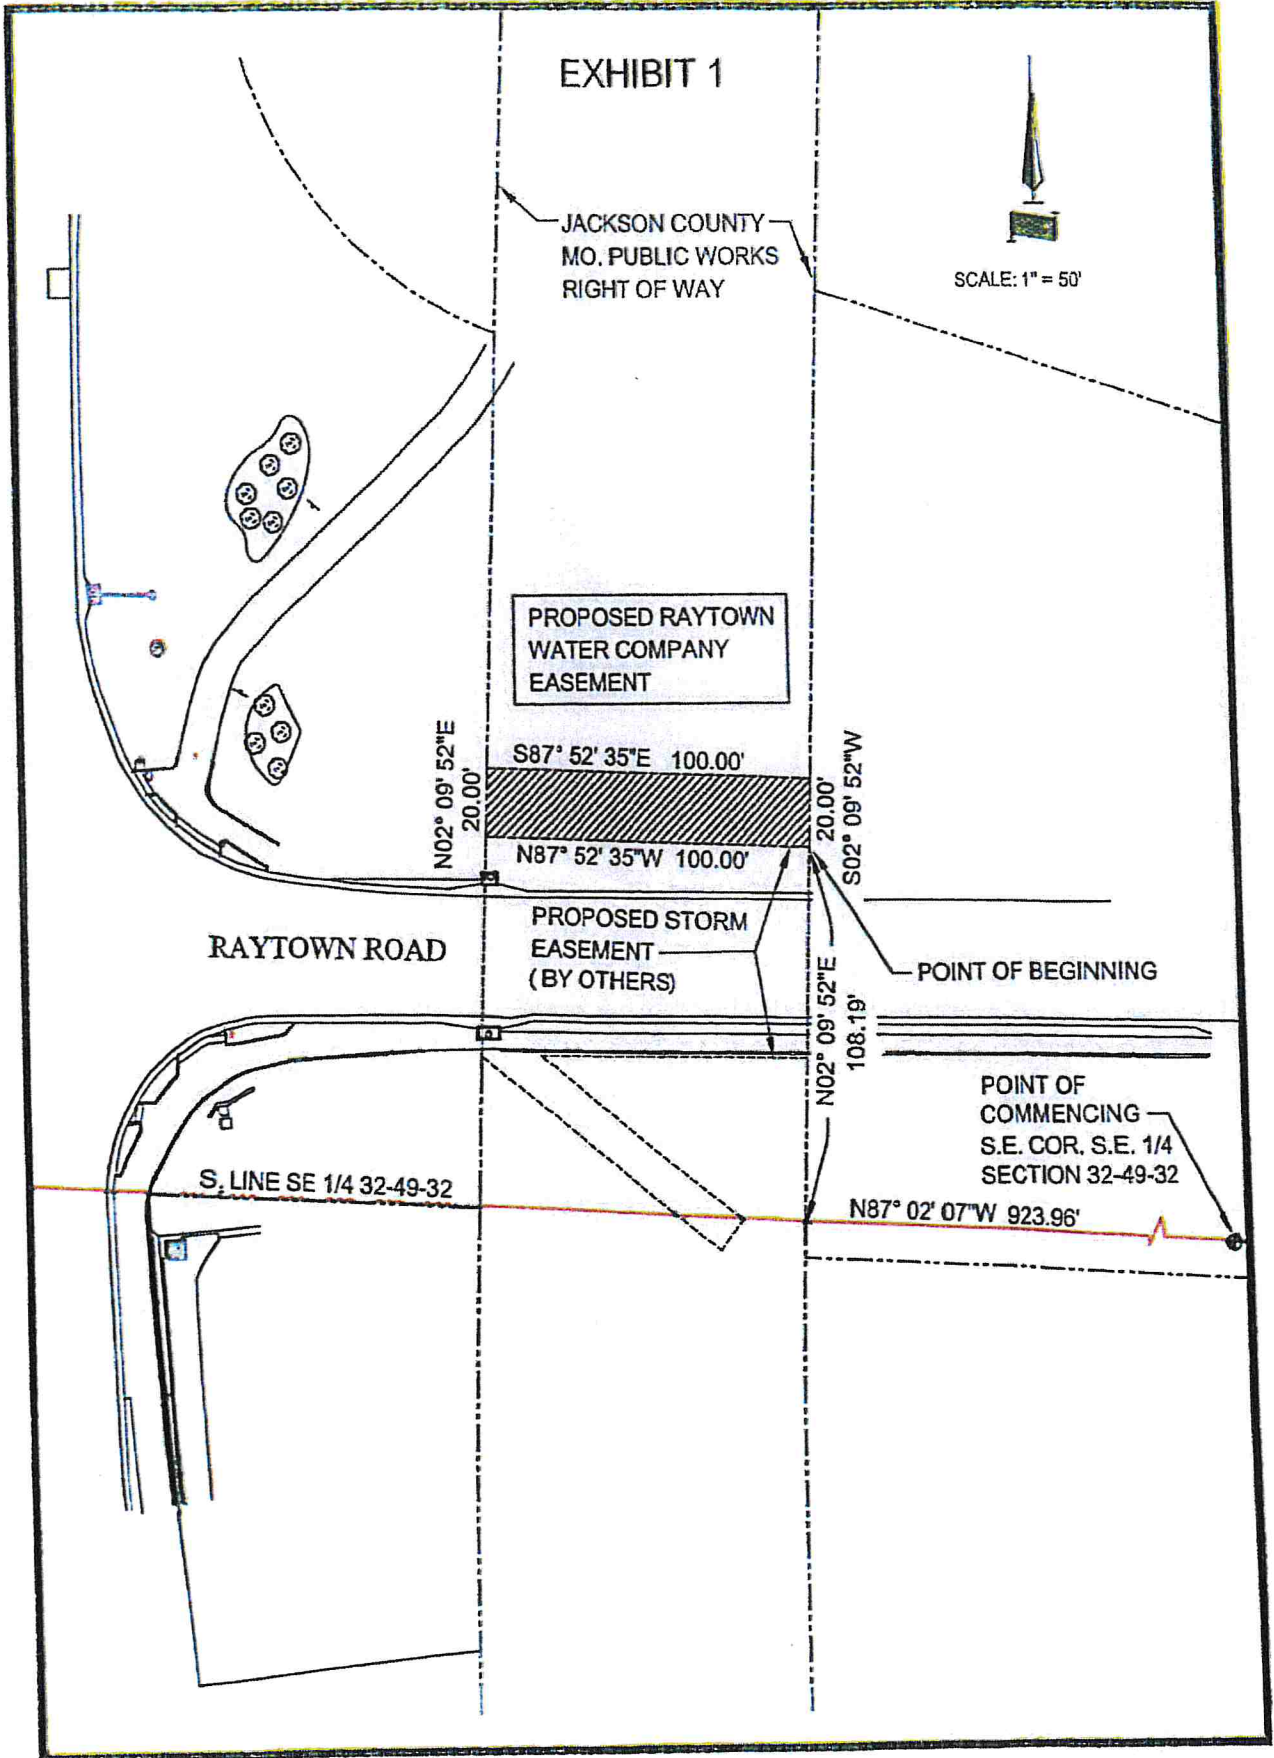 EXHIBIT 1
JACKSON COUNTY
MO. PUBLIC WORKS
RIGHT OF WAY
SCALE: 1" = 50'
PROPOSED RAYTOWN
WATER COMPANY
EASEMENT
N02° 09' 52"E
20.00'
S87° 52' 35"E 100.00'
N87° 52' 35"W 100.00'
20.00'
S02° 09' 52"W
RAYTOWN ROAD
PROPOSED STORM
EASEMENT
(BY OTHERS)
POINT OF BEGINNING
N02° 09' 52"E
108.19'
POINT OF
COMMENCING
S.E. COR. S.E. 1/4
SECTION 32-49-32
S. LINE SE 1/4 32-49-32
N87° 02' 07"W 923.96'